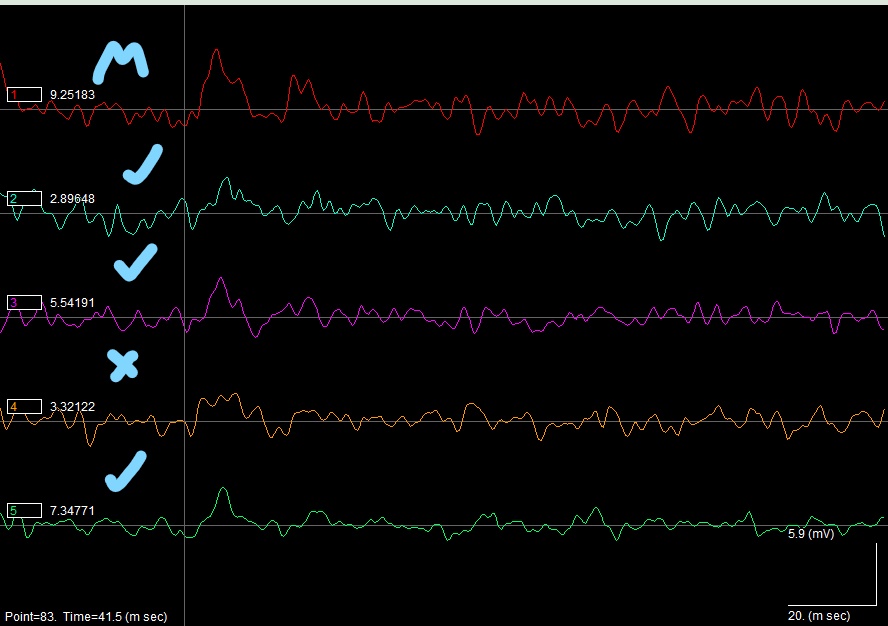 M
1 9.25183
2 2.89648
3 5.54191
4 3.32122
5 7.34771
5.9 (mV)
20. (m sec)
Point=83. Time=41.5 (m sec)